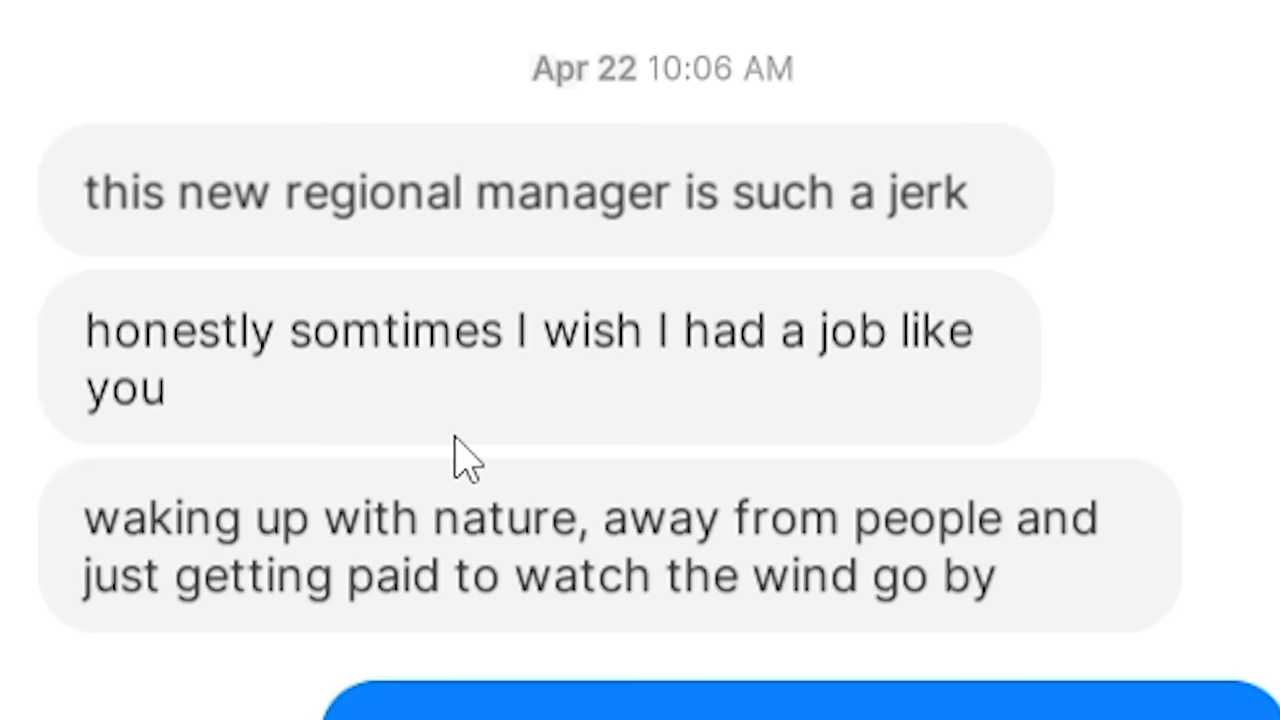 Apr 22 10:06 AM
this new regional manager is such a jerk
honestly somtimes I wish I had a job like
you
waking up with nature, away from people and
just getting paid to watch the wind go by